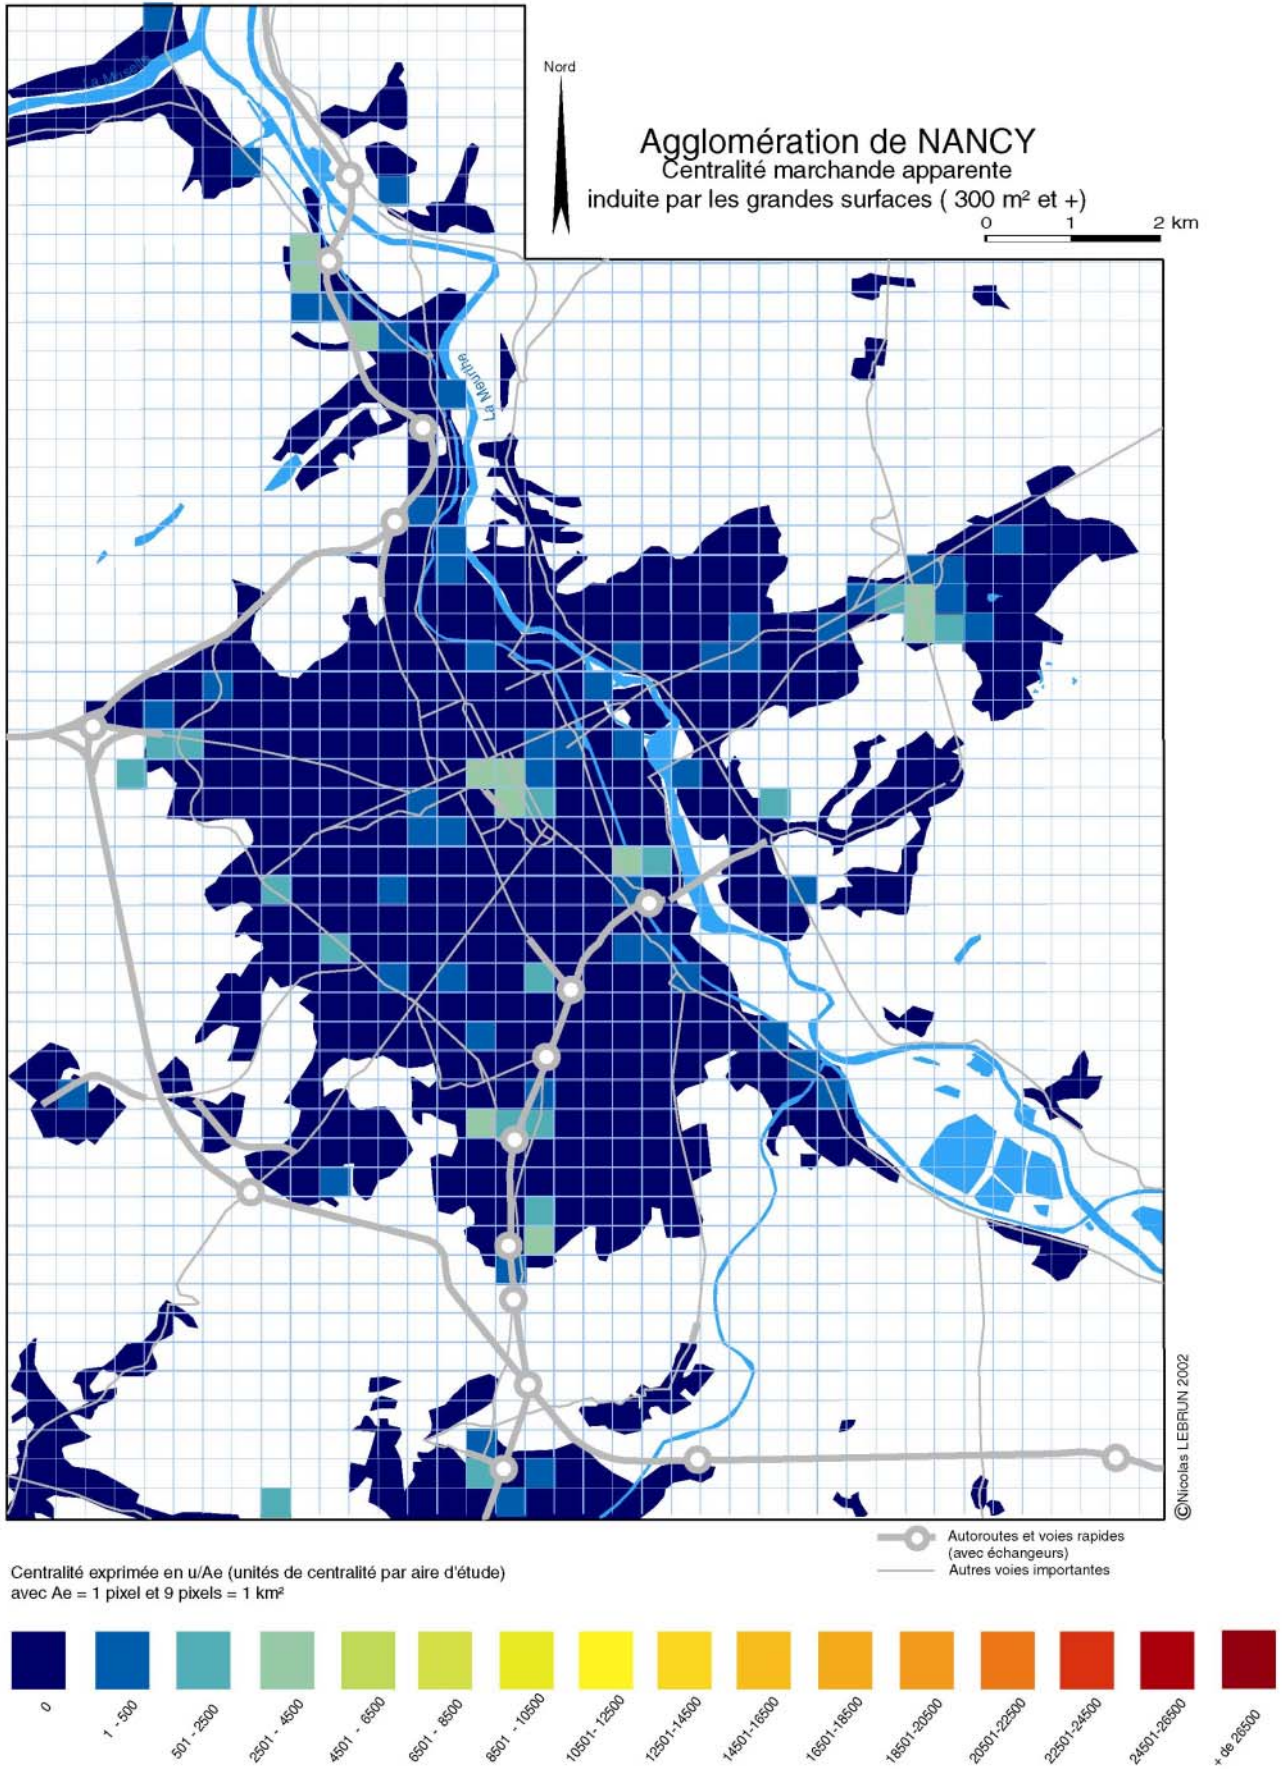 La Moselle
Nord
Agglomération de NANCY
Centralité marchande apparente
induite par les grandes surfaces ( 300 m² et +)
0 1 2 km
La Meurthe
©Nicolas LEBRUN 2002
Autoroutes et voies rapides
(avec échangeurs)
Autres voies importantes
Centralité exprimée en u/Ae (unités de centralité par aire d'étude)
avec Ae = 1 pixel et 9 pixels = 1 km²
0
1 - 500
501 - 2500
2501 - 4500
4501 - 6500
6501 - 8500
8501 - 10500
10501- 12500
12501-14500
14501-16500
16501-18500
18501-20500
20501-22500
22501-24500
24501-26500
+ de 26500